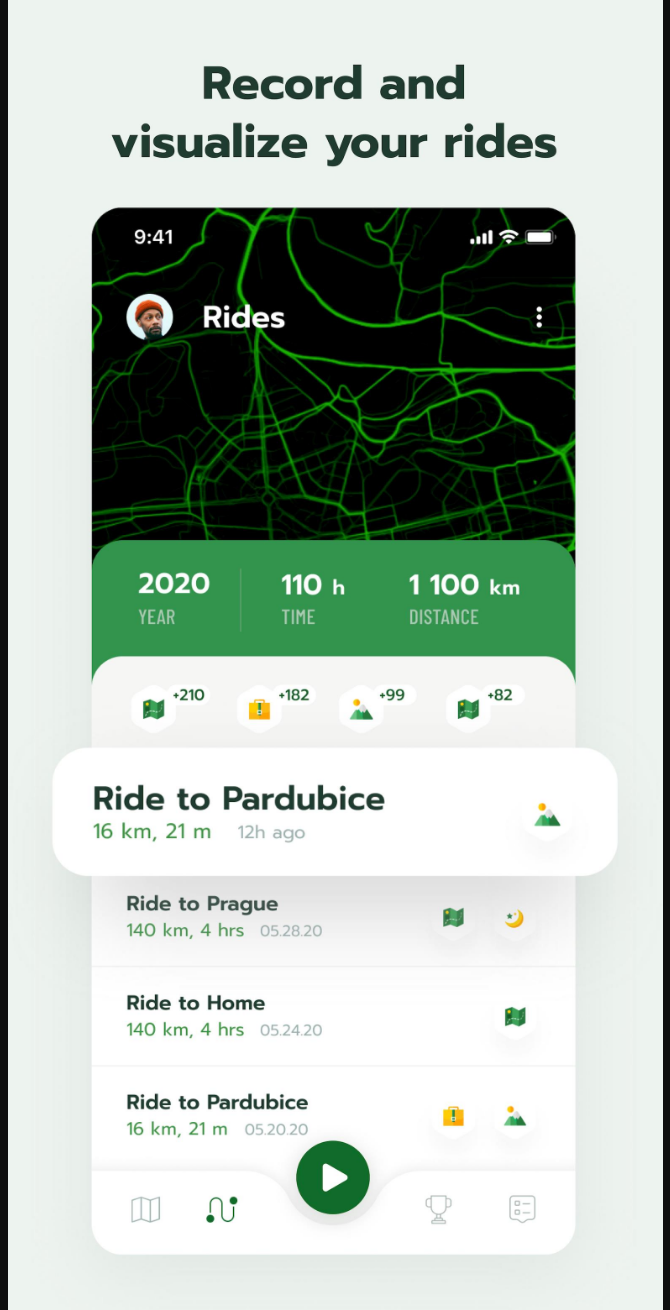 Record and
visualize your rides
9:41
Rides
2020 110 h 1 100 km
YEAR TIME DISTANCE
+210 +182 +99 +82
Ride to Pardubice
16 km, 21 m 12h ago
Ride to Prague
140 km, 4 hrs 05.28.20
Ride to Home
140 km, 4 hrs 05.24.20
Ride to Pardubice
16 km, 21 m 05.20.20